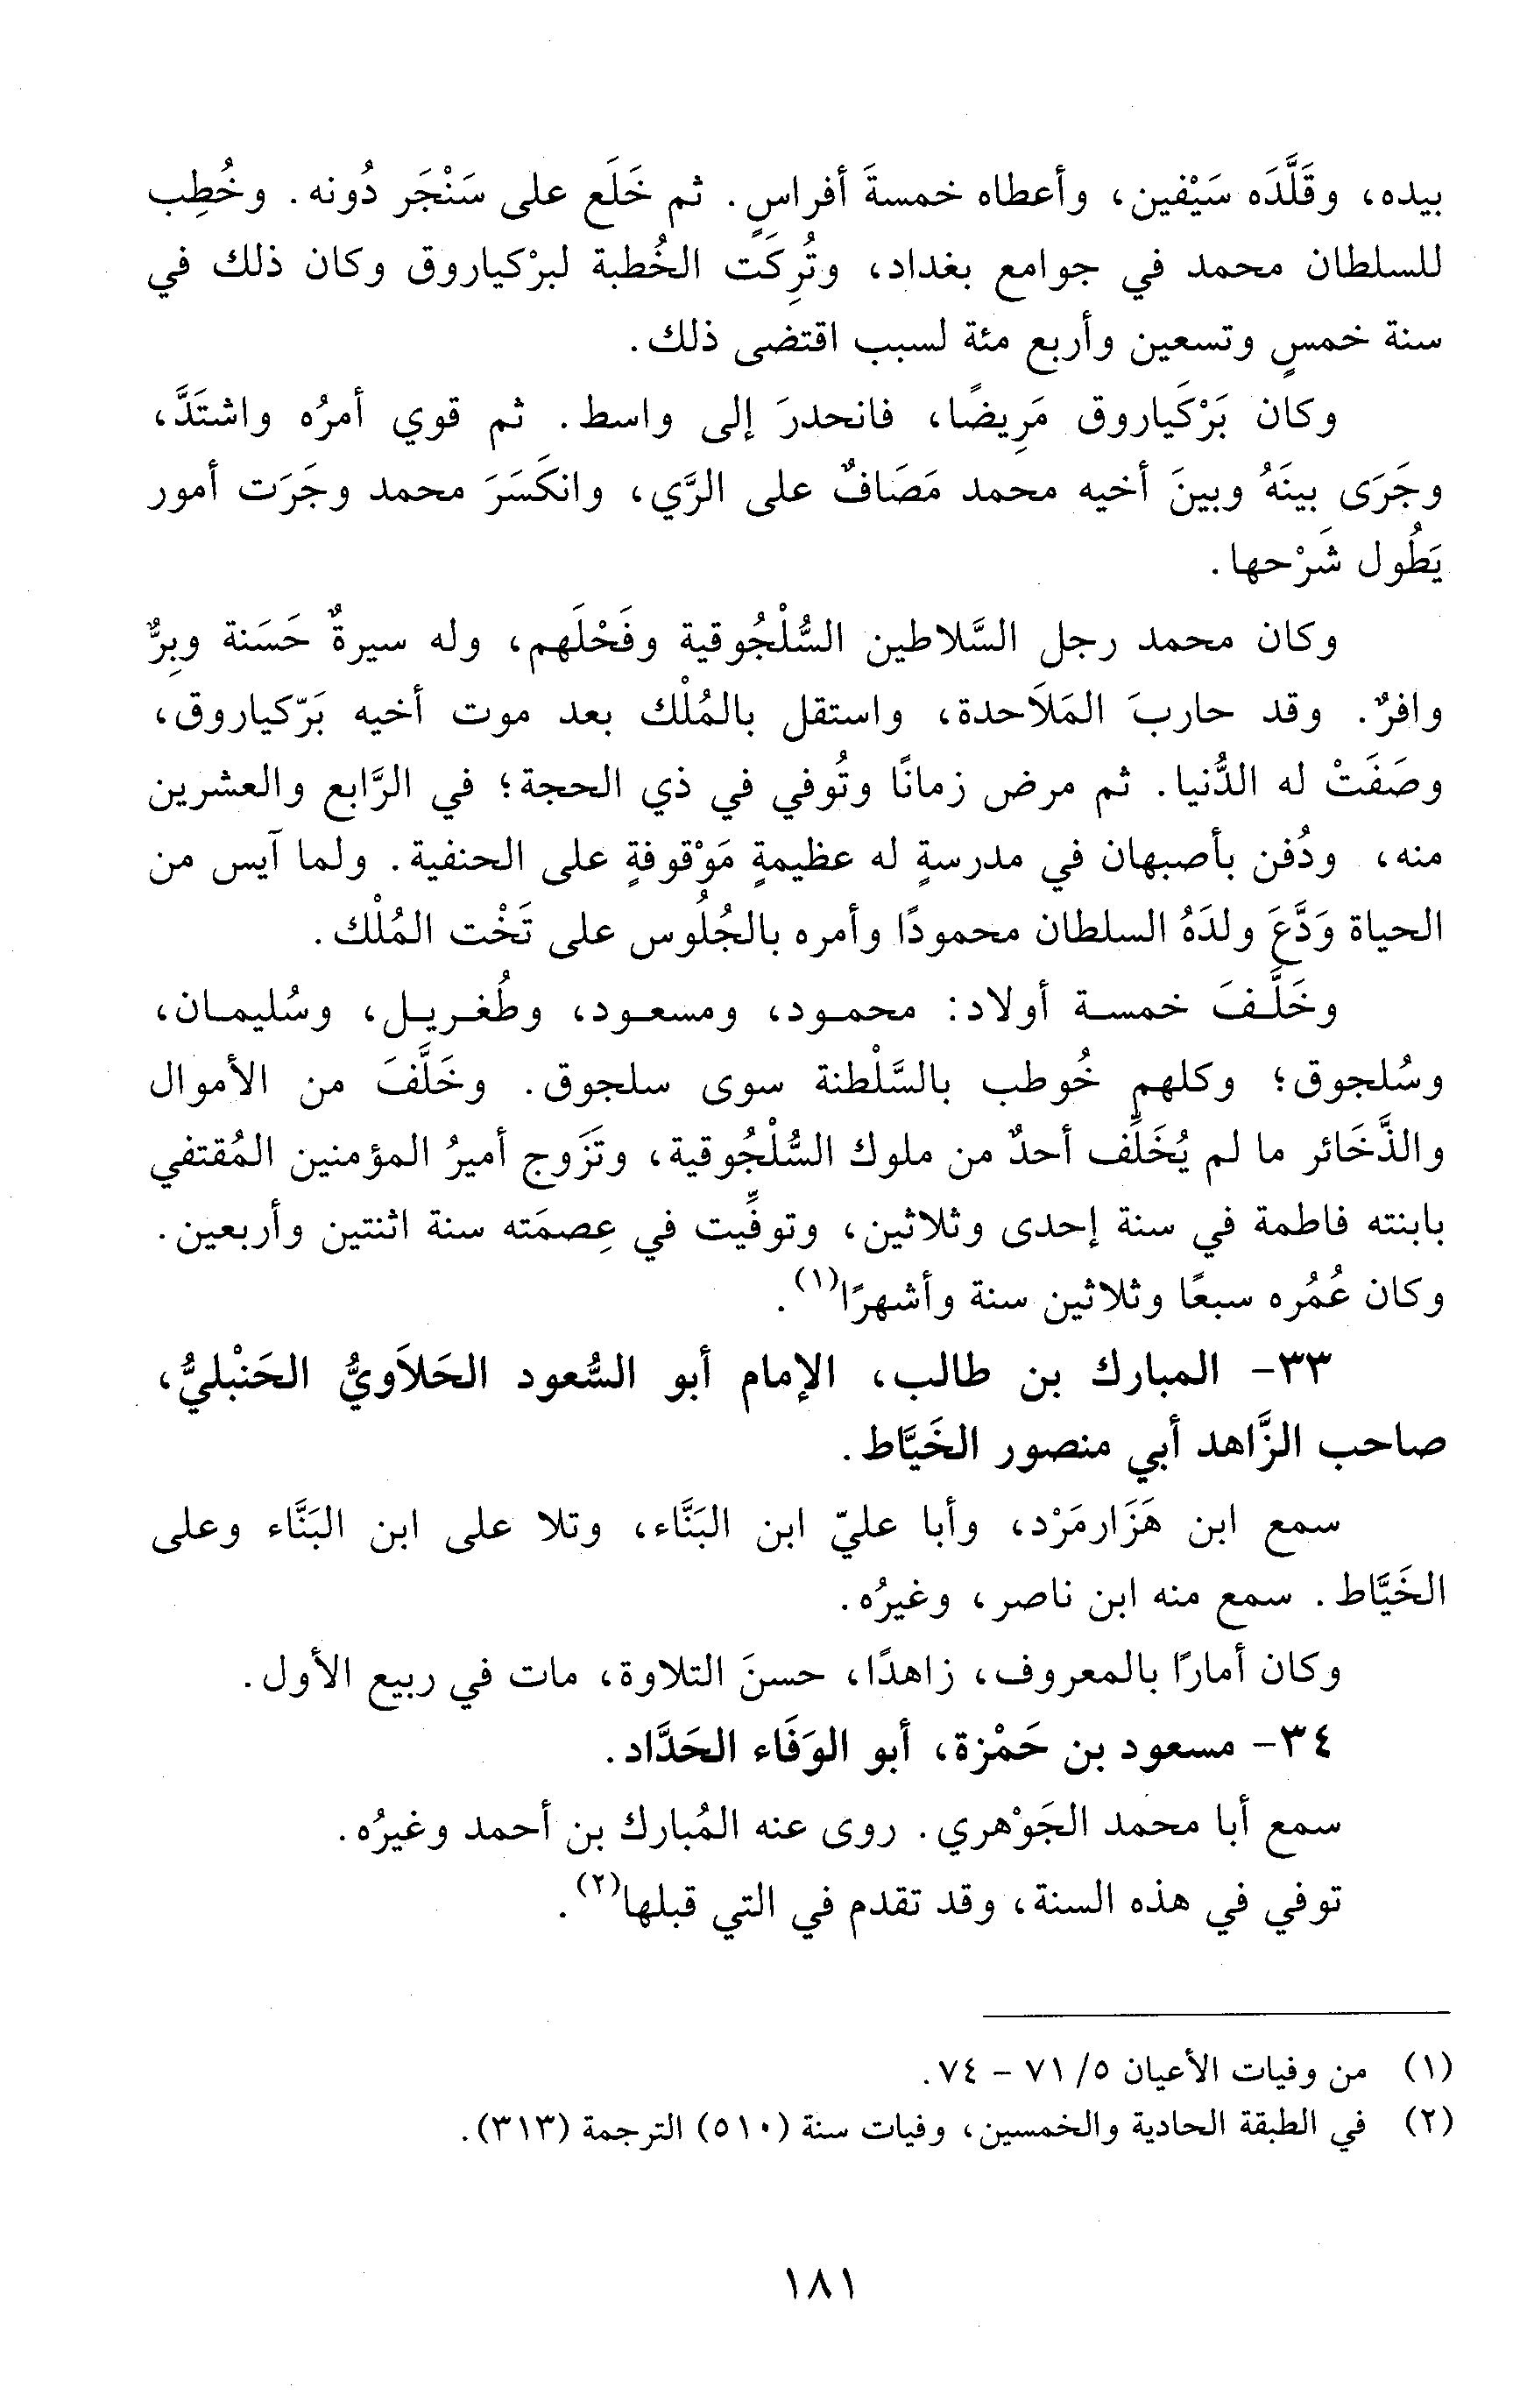 بيده، وقَلَّدَه سَيْفين، وأعطاه خمسةَ أفراسٍ. ثم خَلَع على سَنْجَر دُونه. وخُطِب
للسلطان محمد في جوامع بغداد، وتُرِكَت الخُطبة لبرْكياروق وكان ذلك في
سنة خمسٍ وتسعين وأربع مئة لسبب اقتضى ذلك.
وكان بَرْكَياروق مَرِيضًا، فانحدرَ إلى واسط. ثم قوي أمرُه واشتَدَّ،
وجَرَى بينَهُ وبينَ أخيه محمد مَصَافٌ على الرَّي، وانكَسَرَ محمد وجَرَت أمور
يَطُول شَرْحها.
وكان محمد رجل السَّلاطين السُّلْجُوقية وفَحْلَهم، وله سيرةٌ حَسَنة وبِرٌّ
وافرٌ. وقد حاربَ المَلاَحدة، واستقل بالمُلْك بعد موت أخيه بَرّكياروق،
وصَفَتْ له الدُّنيا. ثم مرض زمانًا وتُوفي في ذي الحجة؛ في الرَّابع والعشرين
منه، ودُفن بأصبهان في مدرسةٍ له عظيمةٍ مَوْقوفةٍ على الحنفية. ولما آيس من
الحياة وَدَّعَ ولدَهُ السلطان محمودًا وأمره بالجُلُوس على تَخْت المُلْك.
وخَلَّفَ خمسة أولاد: محمود، ومسعود، وطُغريل، وسُليمان،
وسُلجوق؛ وكلهم خُوطب بالسَّلْطنة سوى سلجوق. وخَلَّفَ من الأموال
والذَّخَائر ما لم يُخَلِّف أحدٌ من ملوك السُّلْجُوقية، وتَزَوج أميرُ المؤمنين المُقتفي
بابنته فاطمة في سنة إحدى وثلاثين، وتوفِّيت في عِصمَته سنة اثنتين وأربعين.
وكان عُمُره سبعًا وثلاثين سنة وأشهرًا(١).
٣٣- المبارك بن طالب، الإمام أبو السُّعود الحَلاَويُّ الحَنْبليُّ،
صاحب الزَّاهد أبي منصور الخَيَّاط.
سمع ابن هَزَارمَرْد، وأبا عليّ ابن البَنَّاء، وتلا على ابن البَنَّاء وعلى
الخَيَّاط. سمع منه ابن ناصر، وغيرُه.
وكان أمارًا بالمعروف، زاهدًا، حسنَ التلاوة، مات في ربيع الأول.
٣٤- مسعود بن حَمْزة، أبو الوَفَاء الحَدَّاد.
سمع أبا محمد الجَوْهري. روى عنه المُبارك بن أحمد وغيرُه.
توفي في هذه السنة، وقد تقدم في التي قبلها(٢).
(١) من وفيات الأعيان ٥/ ٧١ - ٧٤.
(٢) في الطبقة الحادية والخمسين، وفيات سنة (٥١٠) الترجمة (٣١٣).
١٨١